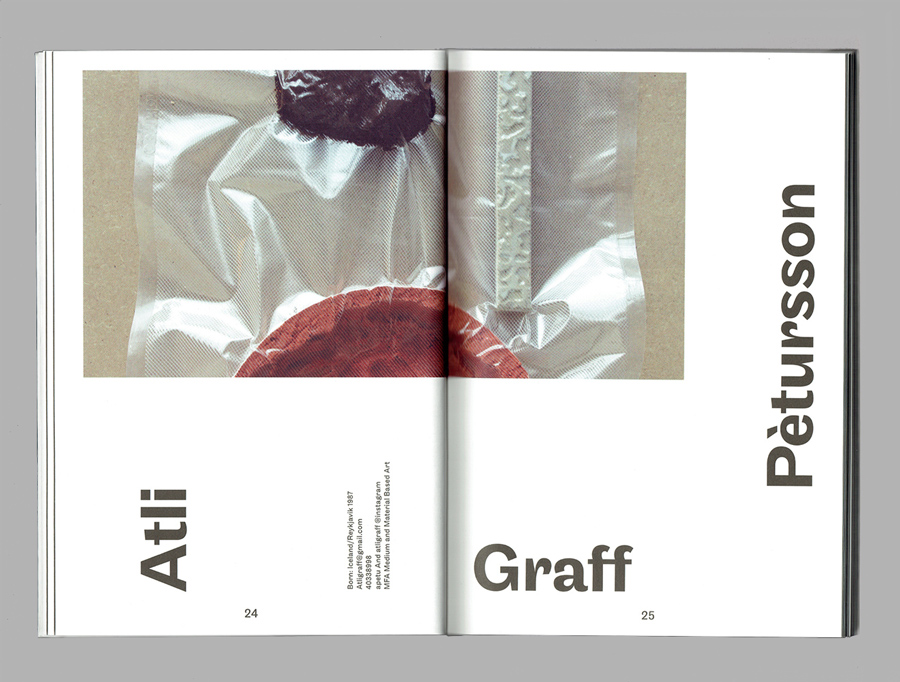 Atli
Born: Iceland/Reykjavik 1987
Atligraff@gmail.com
40338998
apetu And atligraff @instagram
MFA Medium and Material Based Art
24
Graff
Pètursson
25